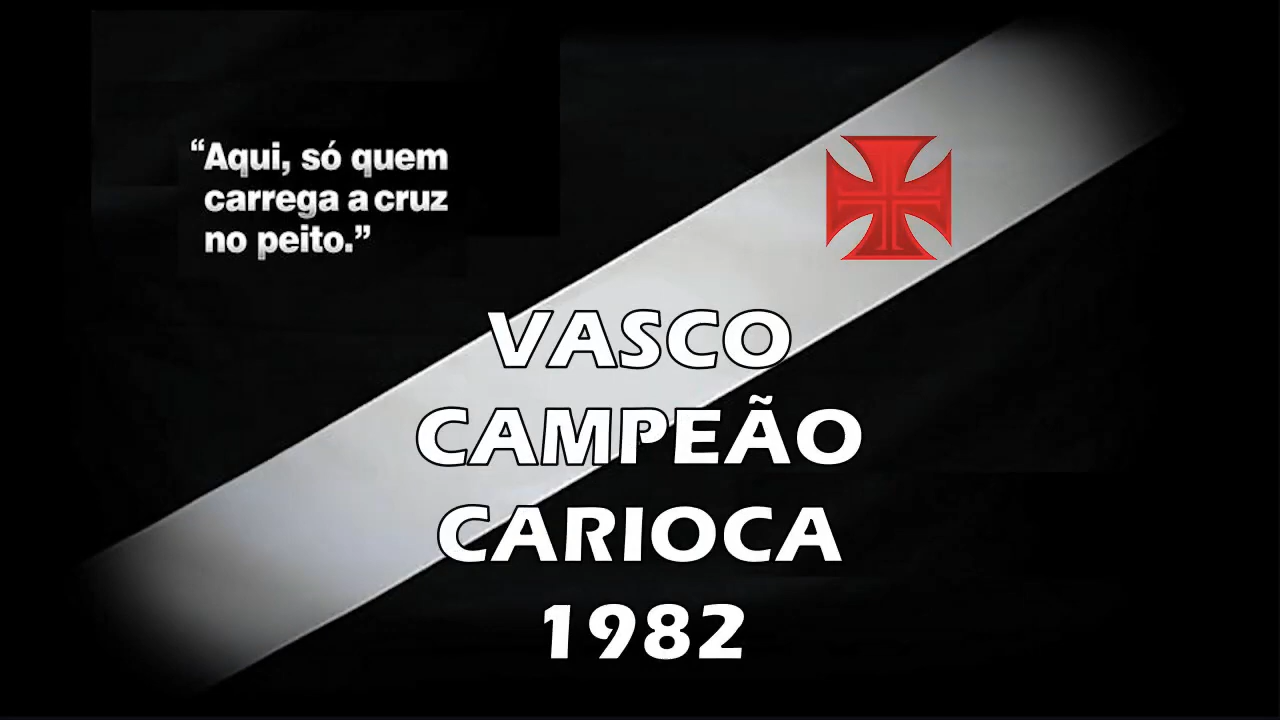 “Aqui, só quem
carrega a cruz
no peito.”
VASCO
CAMPEÃO
CARIOCA
1982